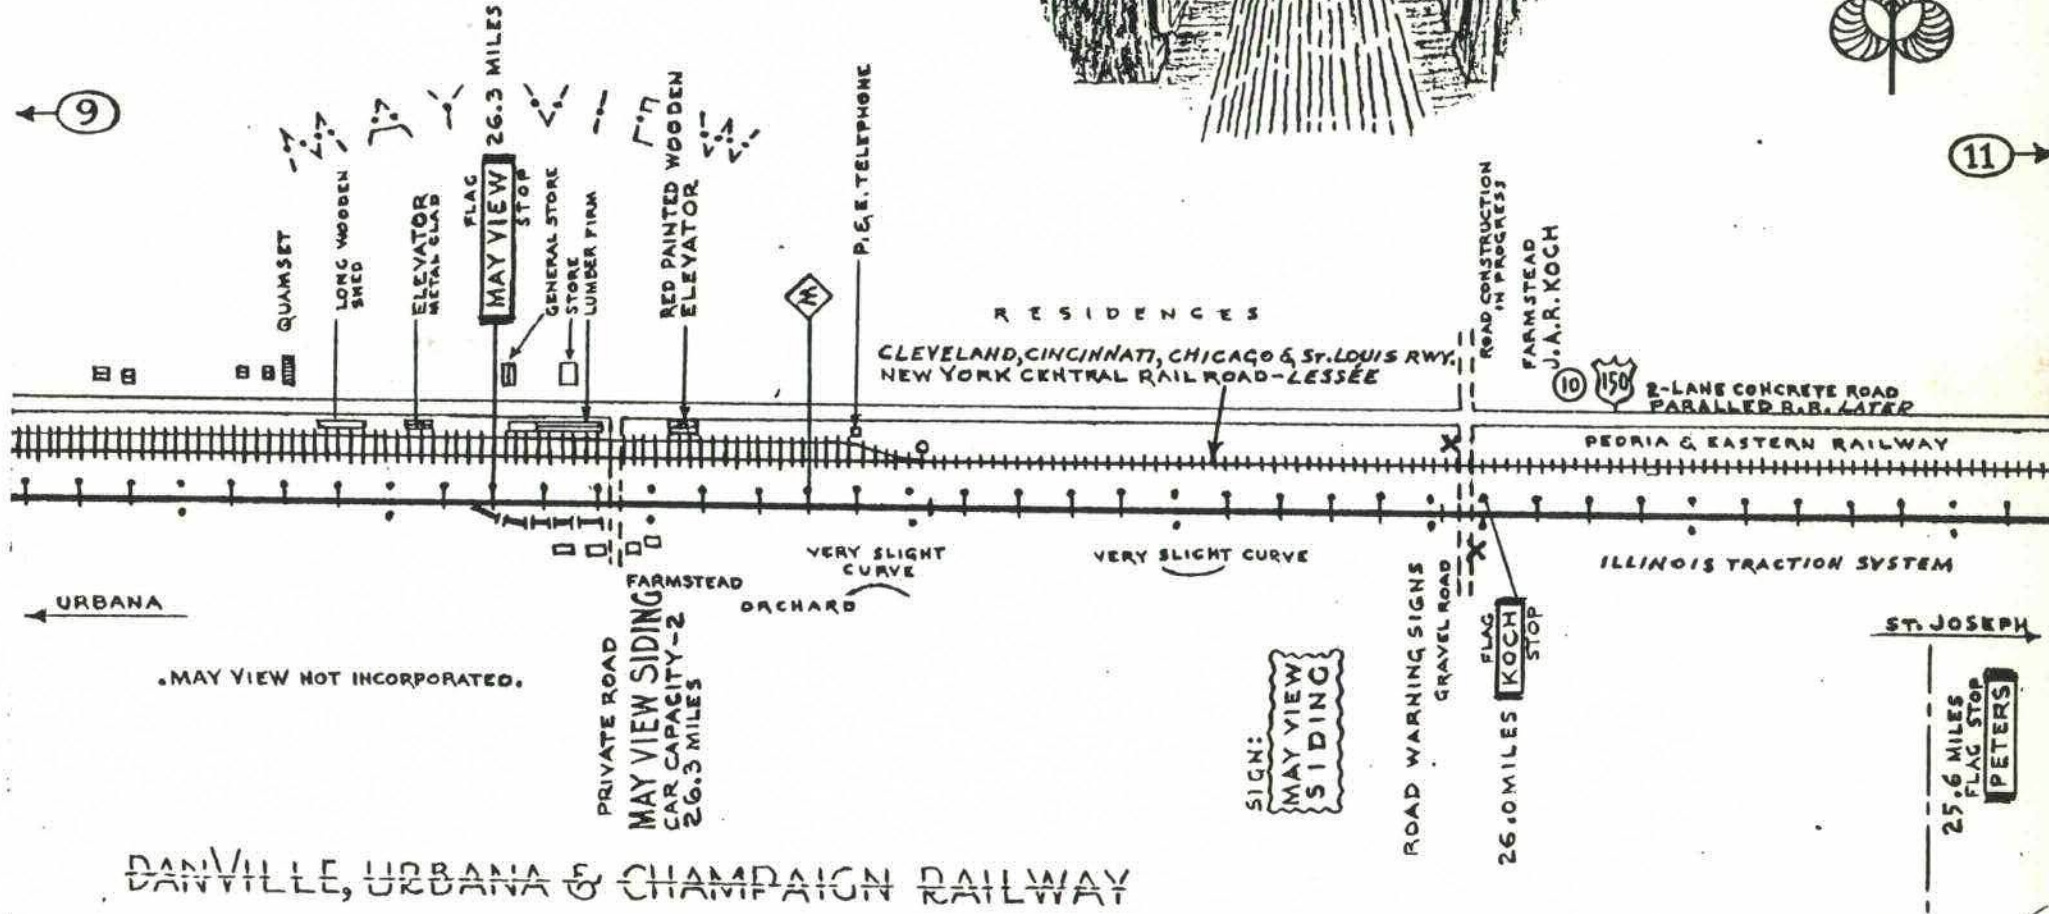 9
11
MAY VIEW
QUAMSET
LONG WOODEN
SHED
ELEVATOR
METAL CLAD
FLAG
MAY VIEW 26.3 MILES
STOP
GENERAL STORE
STORE
LUMBER FIRM
RED PAINTED WOODEN
ELEVATOR
W
P. & E. TELEPHONE
RESIDENCES
CLEVELAND, CINCINNATI, CHICAGO & ST. LOUIS RWY.
NEW YORK CENTRAL RAILROAD-LESSÉE
ROAD CONSTRUCTION
IN PROGRESS
FARMSTEAD
J.A.R. KOCH
10
150
2-LANE CONCRETE ROAD
PARALLED R.R. LATER
PEORIA & EASTERN RAILWAY
ILLINOIS TRACTION SYSTEM
VERY SLIGHT
CURVE
VERY SLIGHT CURVE
FARMSTEAD
ORCHARD
URBANA
ST. JOSEPH
.MAY VIEW NOT INCORPORATED.
PRIVATE ROAD
MAY VIEW SIDING
CAR CAPACITY-2
26.3 MILES
SIGN:
MAY VIEW
SIDING
ROAD WARNING SIGNS
GRAVEL ROAD
FLAG
26.0 MILES KOCH
STOP
25.6 MILES
FLAG STOP
PETERS
DANVILLE, URBANA & CHAMPAIGN RAILWAY